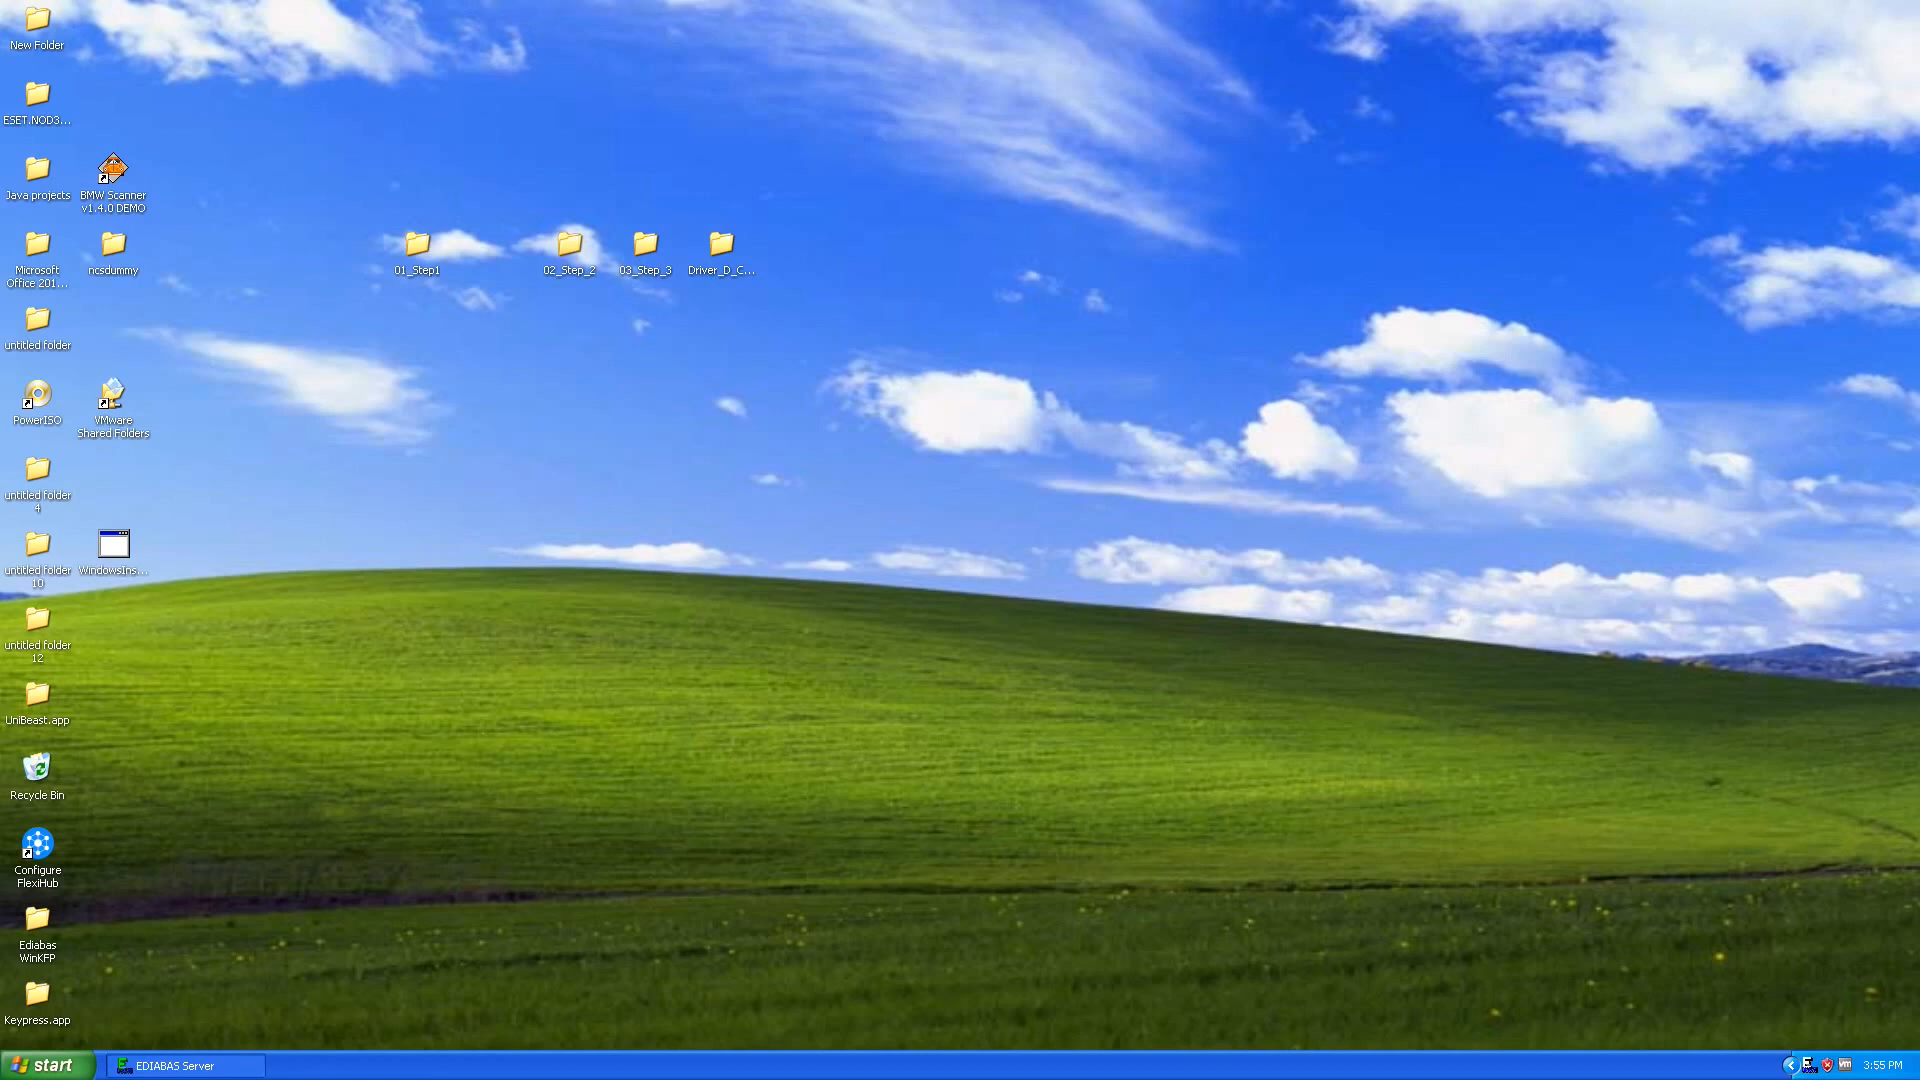 New Folder
ESET.NOD3...
Java projects
BMW Scanner
v1.4.0 DEMO
Microsoft
Office 201...
ncsdummy
01_Step1
02_Step_2
03_Step_3
Driver_D_C...
untitled folder
PowerISO
VMware
Shared Folders
untitled folder
4
untitled folder
10
WindowsIns...
untitled folder
12
UniBeast.app
Recycle Bin
Configure
FlexiHub
Ediabas
WinKFP
Keypress.app
start
EDIABAS Server
3:55 PM